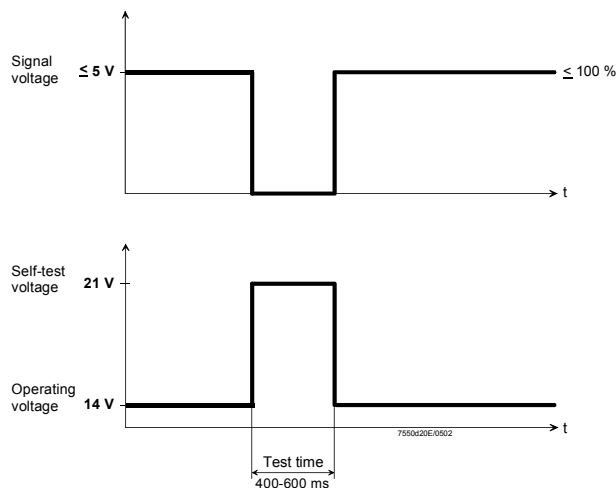 Signal
voltage
≤ 5 V
≤ 100 %
t
Self-test
voltage
21 V
Operating
voltage
14 V
7550d20E/0502
t
Test time
400-600 ms